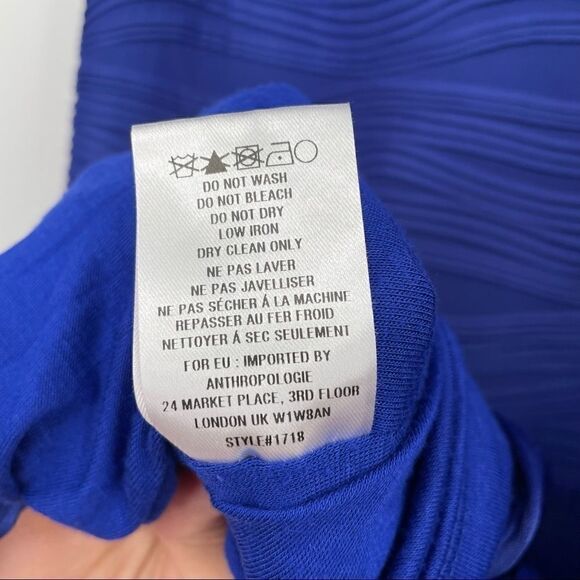 DO NOT WASH
DO NOT BLEACH
DO NOT DRY
LOW IRON
DRY CLEAN ONLY
NE PAS LAVER
NE PAS JAVELLISER
NE PAS SÉCHER Á LA MACHINE
REPASSER AU FER FROID
NETTOYER Á SEC SEULEMENT
FOR EU : IMPORTED BY
ANTHROPOLOGIE
24 MARKET PLACE, 3RD FLOOR
LONDON UK W1W8AN
STYLE#1718